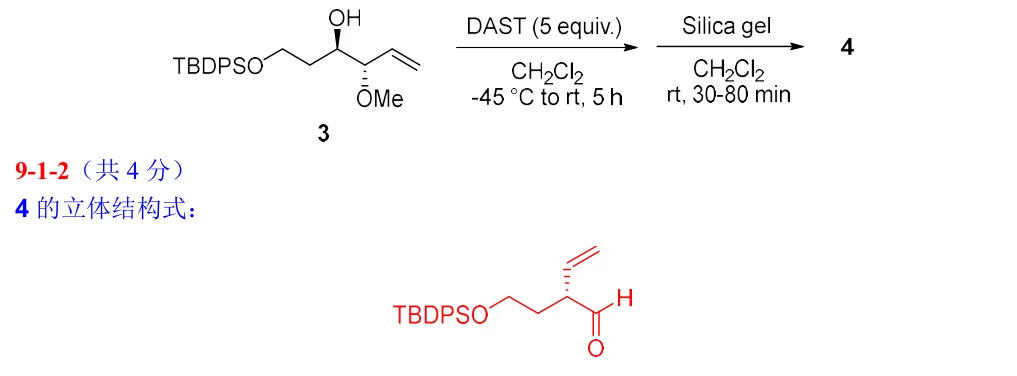 OH
TBDPSO
OMe
3
DAST (5 equiv.)
CH2Cl2
-45 °C to rt, 5 h
Silica gel
CH2Cl2
rt, 30-80 min
4
9-1-2（共 4 分）
4 的立体结构式：
TBDPSO
H
O